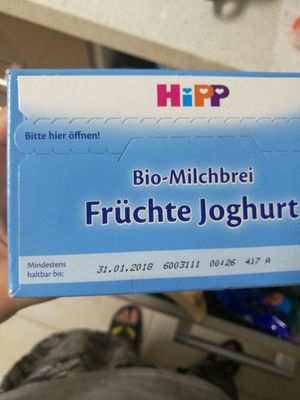 HiPP
Bitte hier öffnen!
Bio-Milchbrei
Früchte Joghurt
Mindestens
haltbar bis:
31.01.2018 6003111 00:26 417 A